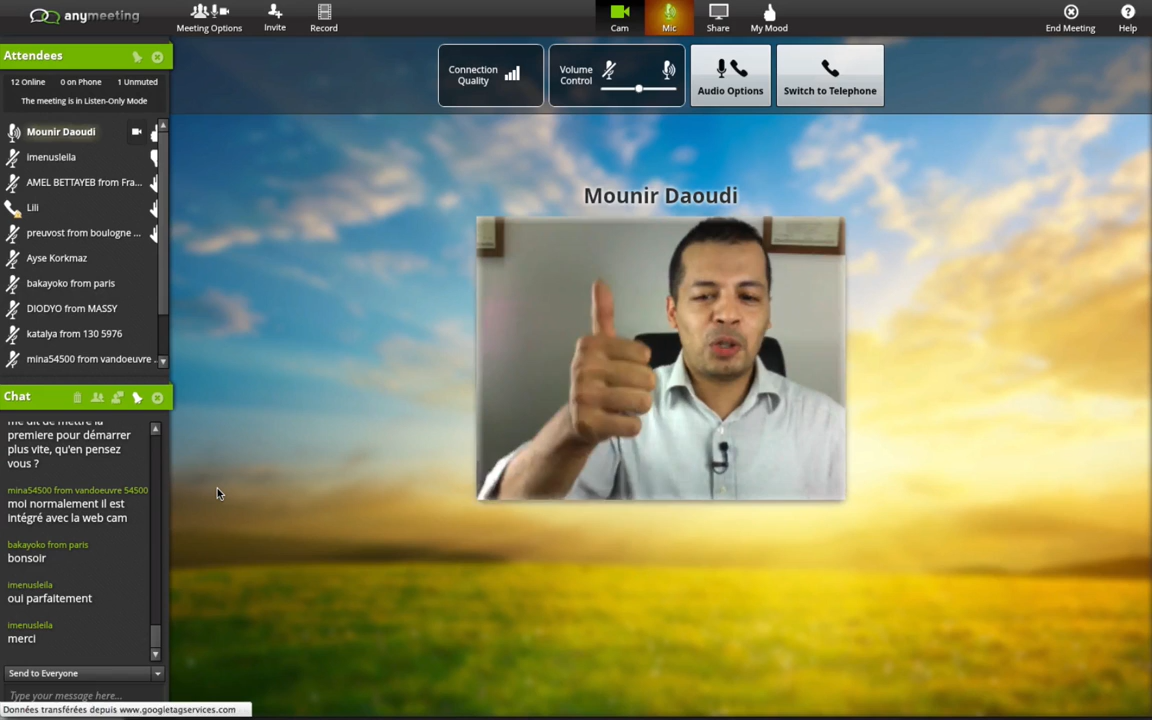 anymeeting
Meeting Options
Invite
Record
Cam
Mic
Share
My Mood
End Meeting
Help
Attendees
12 Online
0 on Phone
1 Unmuted
The meeting is in Listen-Only Mode
Mounir Daoudi
imenusleila
AMEL BETTAYEB from Fra...
Lili
preuvost from boulogne ...
Ayse Korkmaz
bakayoko from paris
DIODYO from MASSY
katalya from 130 5976
mina54500 from vandoeuvre ...
Connection
Quality
Volume
Control
Audio Options
Switch to Telephone
Mounir Daoudi
Chat
me dit de mettre la
premiere pour démarrer
plus vite, qu'en pensez
vous ?
mina54500 from vandoeuvre 54500
moi normalement il est
intégré avec la web cam
bakayoko from paris
bonsoir
imenusleila
oui parfaitement
imenusleila
merci
Send to Everyone
Type your message here...
Données transférées depuis www.googletagservices.com